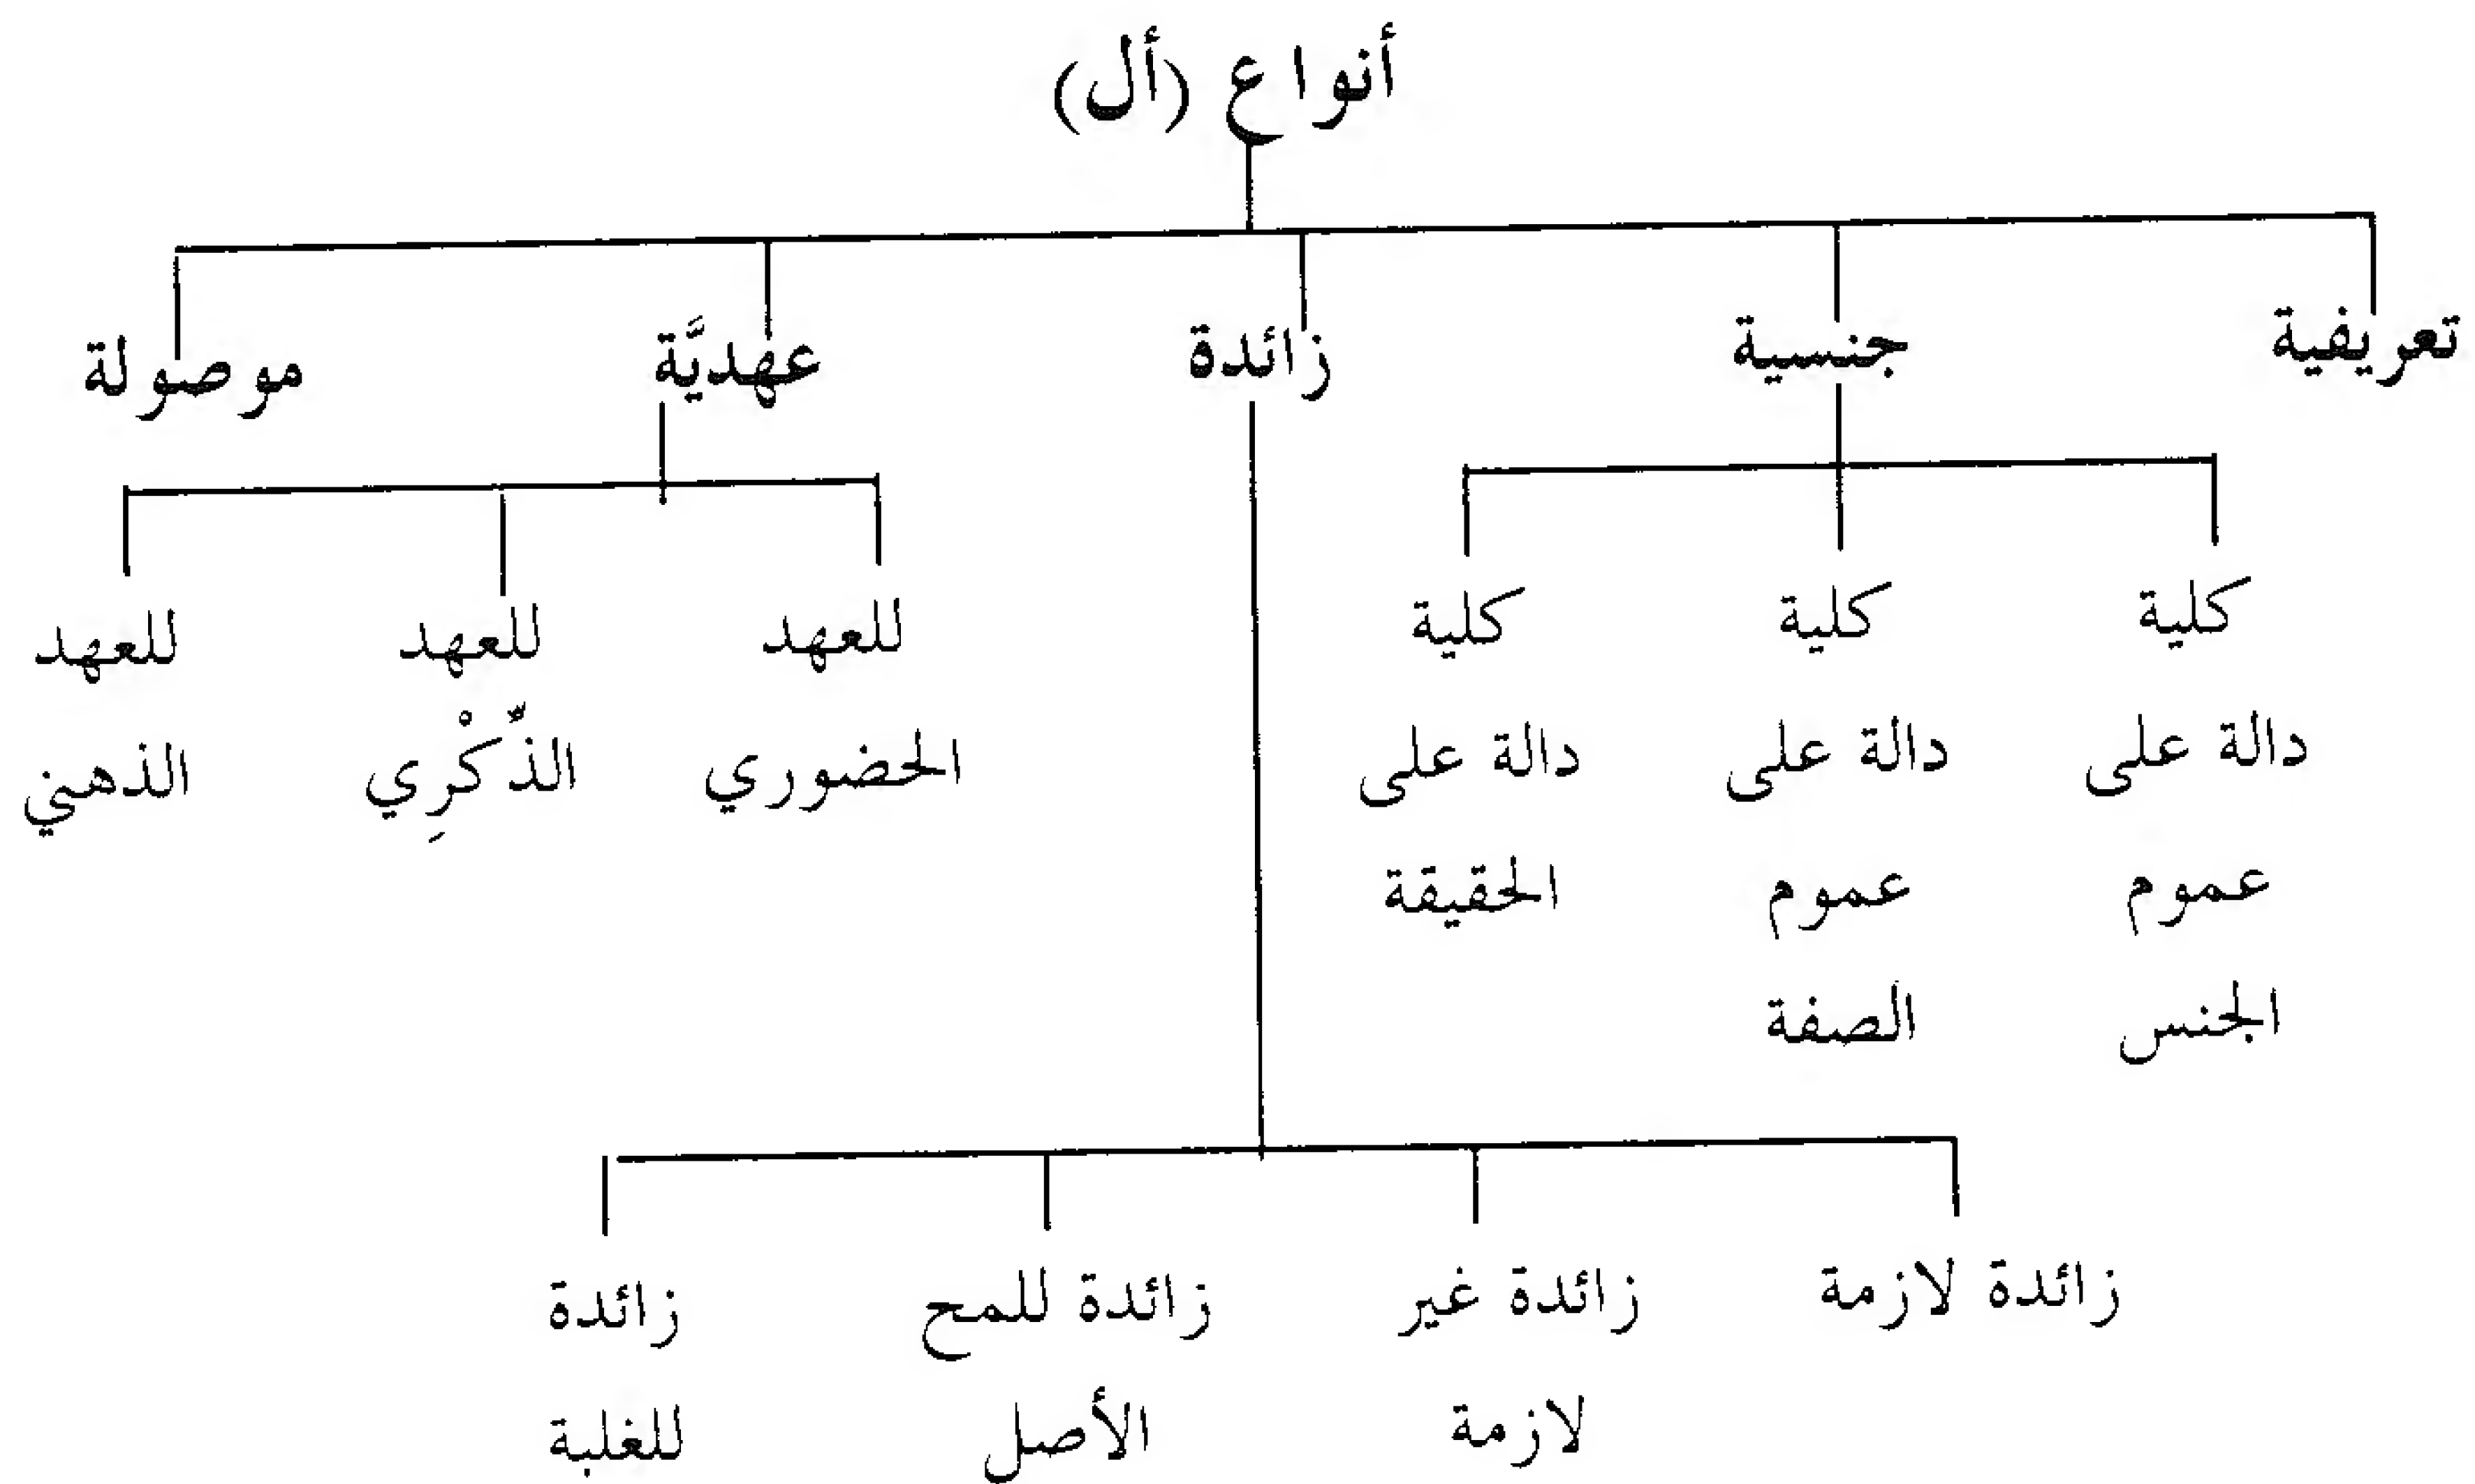 أنواع (أل)
تعريفية
جنسية
زائدة
عهديَّة
موصولة
كلية
دالة على
عموم
الجنس
كلية
دالة على
عموم
الصفة
كلية
دالة على
الحقيقة
للعهد
الحضوري
للعهد
الذِّكْرِي
للعهد
الذهني
زائدة لازمة
زائدة غير
لازمة
زائدة للمح
الأصل
زائدة
للغلبة